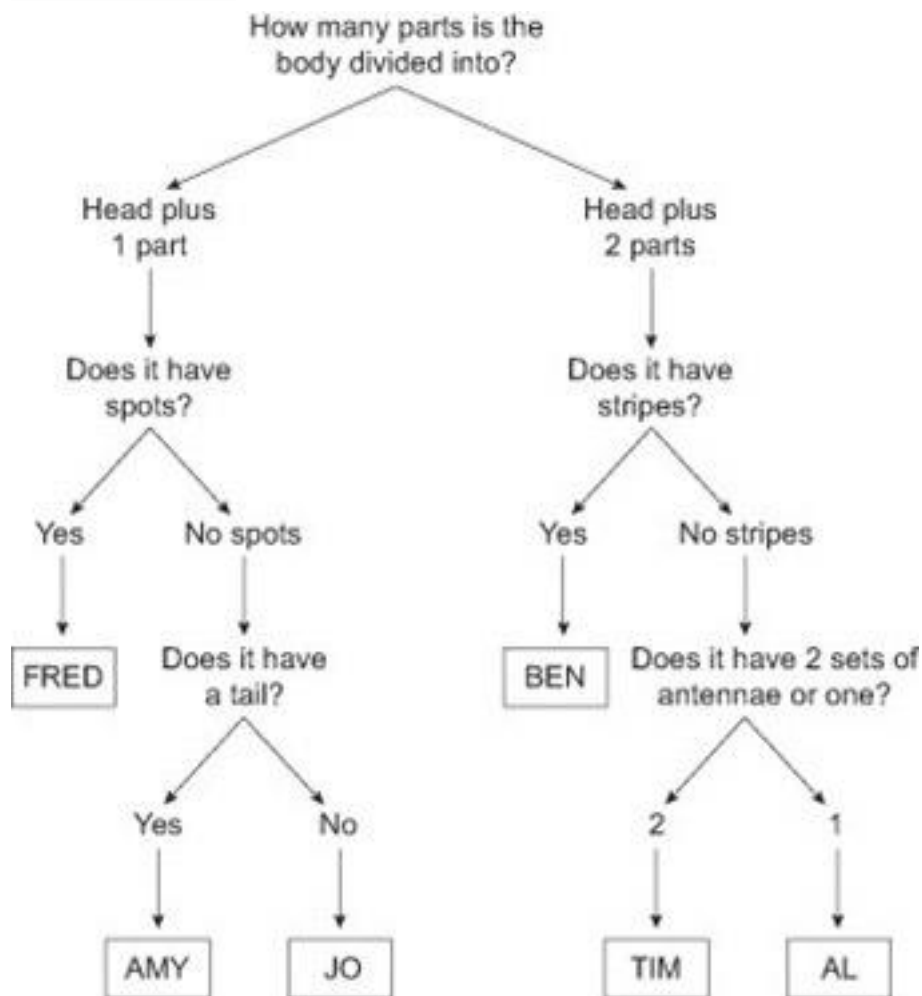 How many parts is the
body divided into?
Head plus
1 part
Head plus
2 parts
Does it have
spots?
Does it have
stripes?
Yes
No spots
Yes
No stripes
FRED
Does it have
a tail?
BEN
Does it have 2 sets of
antennae or one?
Yes
No
2
1
AMY
JO
TIM
AL